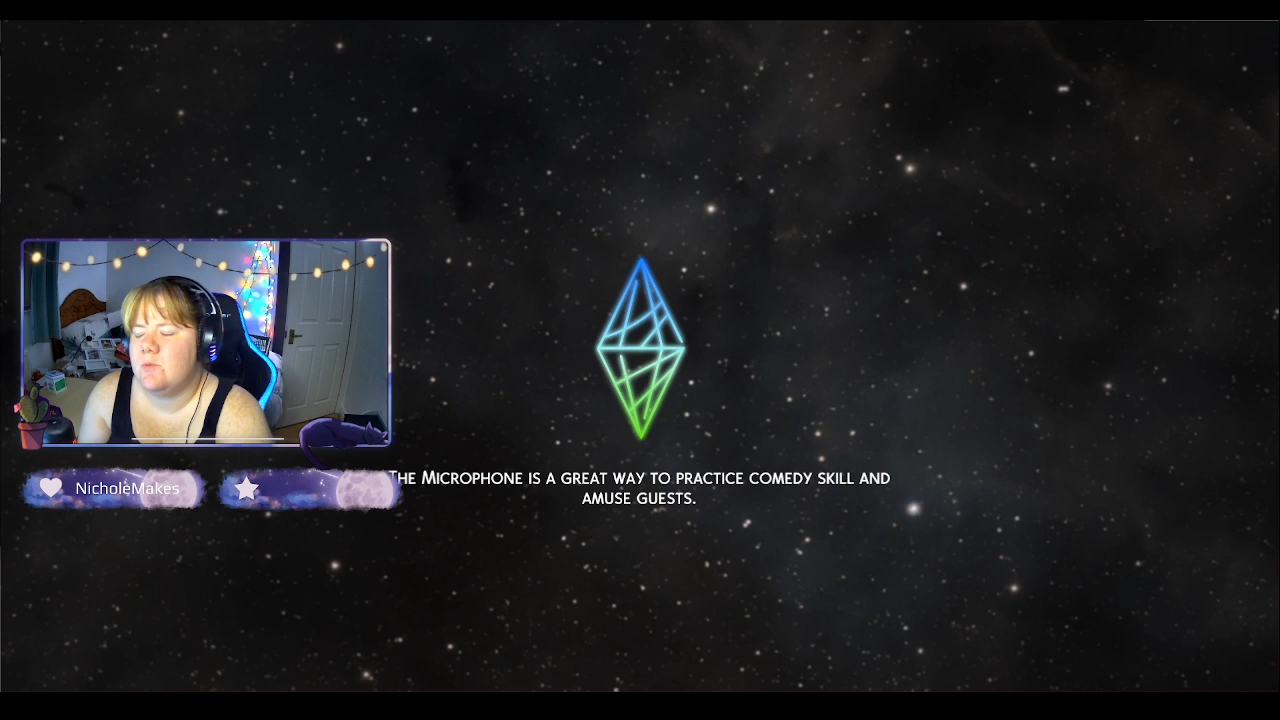 THE MICROPHONE IS A GREAT WAY TO PRACTICE COMEDY SKILL AND
AMUSE GUESTS.
NicholeMakes